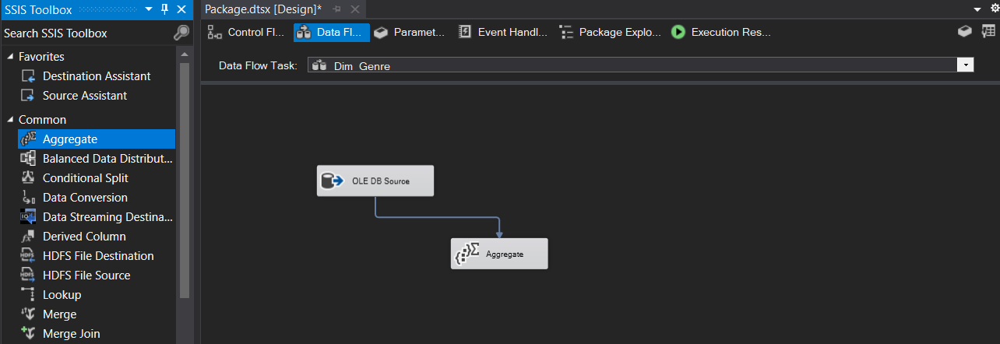 SSIS Toolbox
Search SSIS Toolbox
Favorites
Destination Assistant
Source Assistant
Common
Aggregate
Balanced Data Distribut...
Conditional Split
Data Conversion
Data Streaming Destina...
Derived Column
HDFS File Destination
HDFS File Source
Lookup
Merge
Merge Join
Package.dtsx [Design]*
Control Fl... Data Fl... Paramet... Event Handl... Package Explo... Execution Res...
Data Flow Task: Dim Genre
OLE DB Source
Aggregate